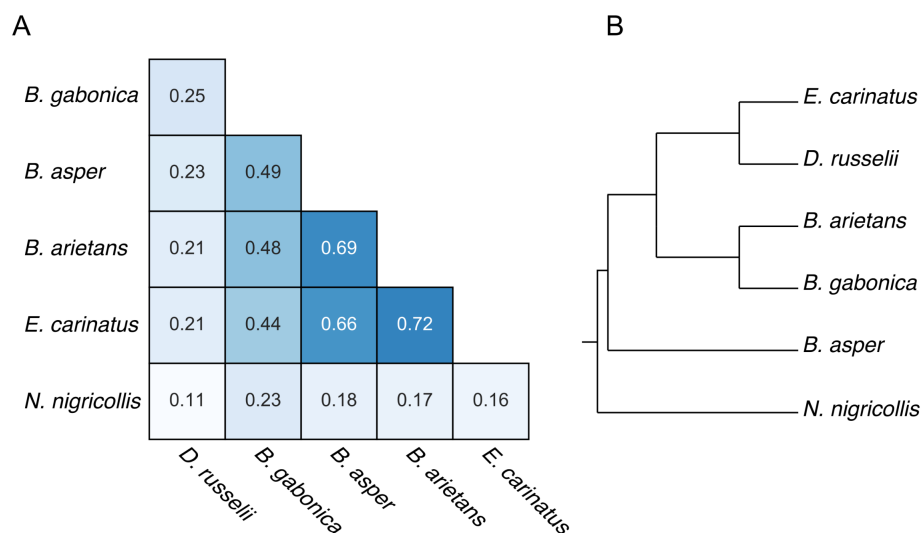 A
B. gabonica 0.25
B. asper 0.23 0.49
B. arietans 0.21 0.48 0.69
E. carinatus 0.21 0.44 0.66 0.72
N. nigricollis 0.11 0.23 0.18 0.17 0.16
D. russelii
B. gabonica
B. asper
B. arietans
E. carinatus
B
E. carinatus
D. russelii
B. arietans
B. gabonica
B. asper
N. nigricollis